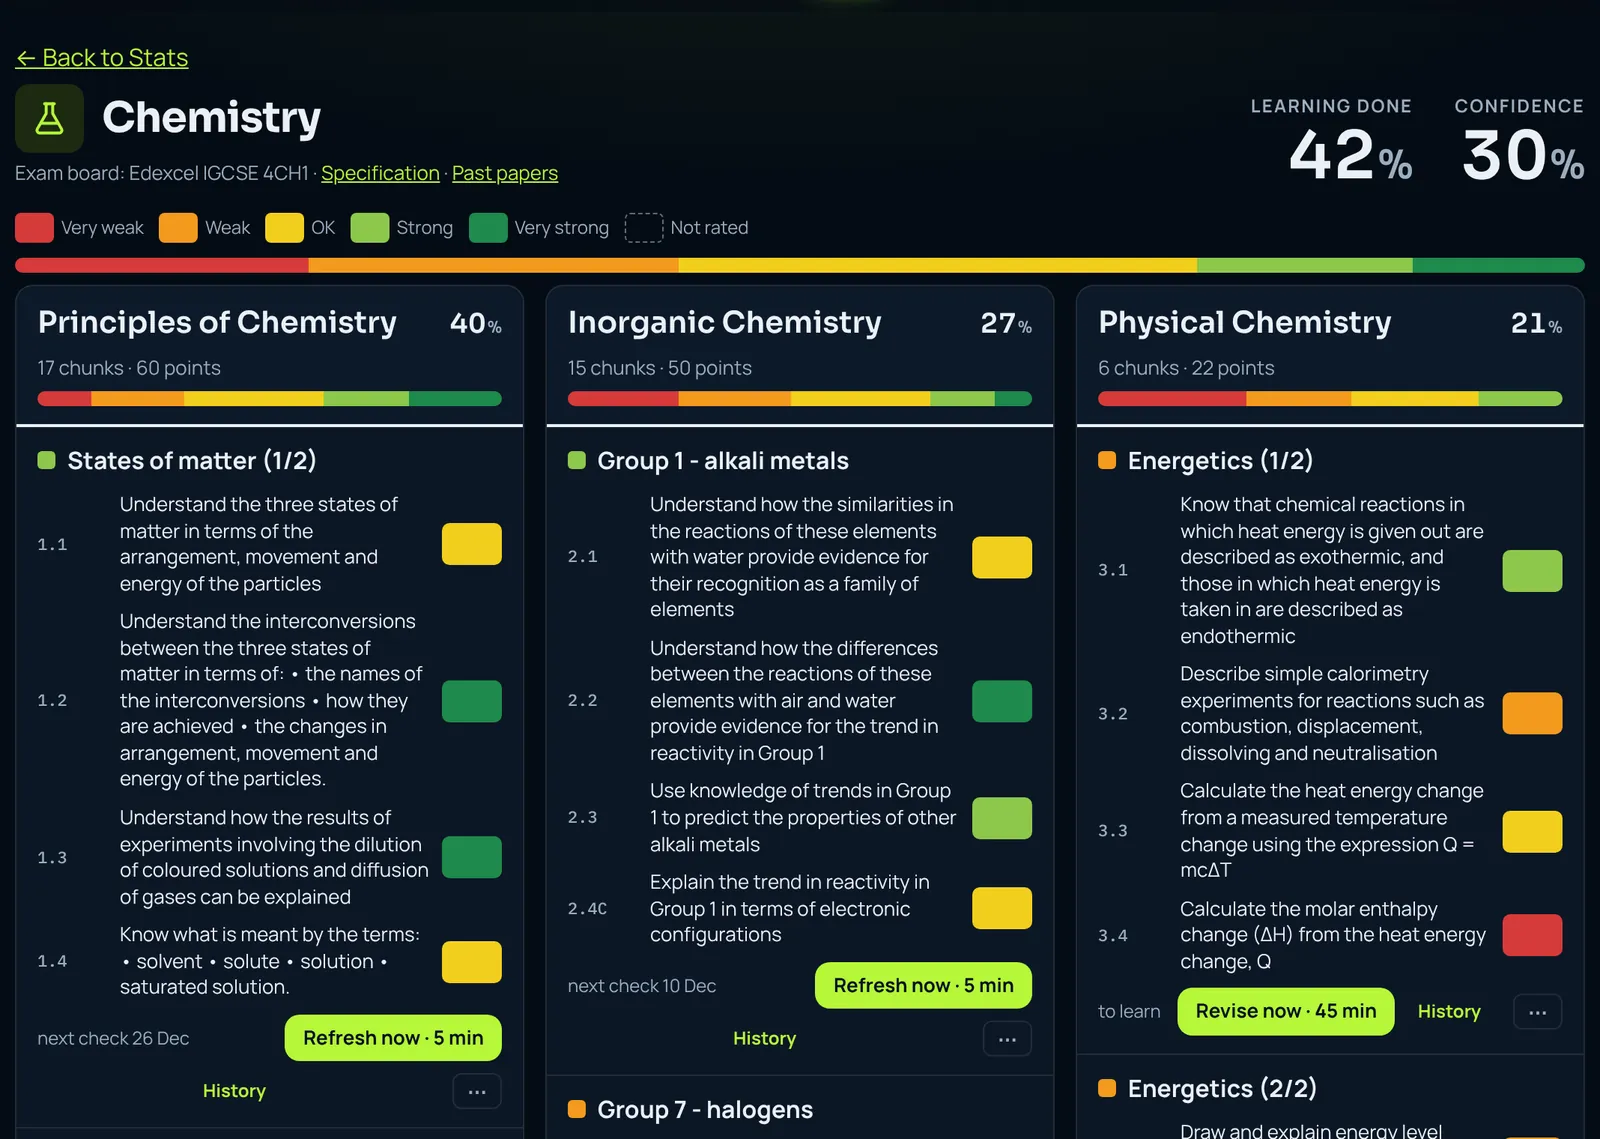 ← Back to Stats
Chemistry
LEARNING DONE
42%
CONFIDENCE
30%
Exam board: Edexcel IGCSE 4CH1 · Specification · Past papers
Very weak
Weak
OK
Strong
Very strong
Not rated
Principles of Chemistry
40%
17 chunks · 60 points
States of matter (1/2)
1.1
Understand the three states of
matter in terms of the
arrangement, movement and
energy of the particles
1.2
Understand the interconversions
between the three states of
matter in terms of: • the names of
the interconversions • how they
are achieved • the changes in
arrangement, movement and
energy of the particles.
1.3
Understand how the results of
experiments involving the dilution
of coloured solutions and diffusion
of gases can be explained
1.4
Know what is meant by the terms:
• solvent • solute • solution •
saturated solution.
next check 26 Dec
Refresh now · 5 min
History
...
Inorganic Chemistry
27%
15 chunks · 50 points
Group 1 - alkali metals
2.1
Understand how the similarities in
the reactions of these elements
with water provide evidence for
their recognition as a family of
elements
2.2
Understand how the differences
between the reactions of these
elements with air and water
provide evidence for the trend in
reactivity in Group 1
2.3
Use knowledge of trends in Group
1 to predict the properties of other
alkali metals
2.4C
Explain the trend in reactivity in
Group 1 in terms of electronic
configurations
next check 10 Dec
Refresh now · 5 min
History
...
Group 7 - halogens
Physical Chemistry
21%
6 chunks · 22 points
Energetics (1/2)
3.1
Know that chemical reactions in
which heat energy is given out are
described as exothermic, and
those in which heat energy is
taken in are described as
endothermic
3.2
Describe simple calorimetry
experiments for reactions such as
combustion, displacement,
dissolving and neutralisation
3.3
Calculate the heat energy change
from a measured temperature
change using the expression Q =
mcΔT
3.4
Calculate the molar enthalpy
change (ΔH) from the heat energy
change, Q
to learn
Revise now · 45 min
History
...
Energetics (2/2)
Draw and explain energy level